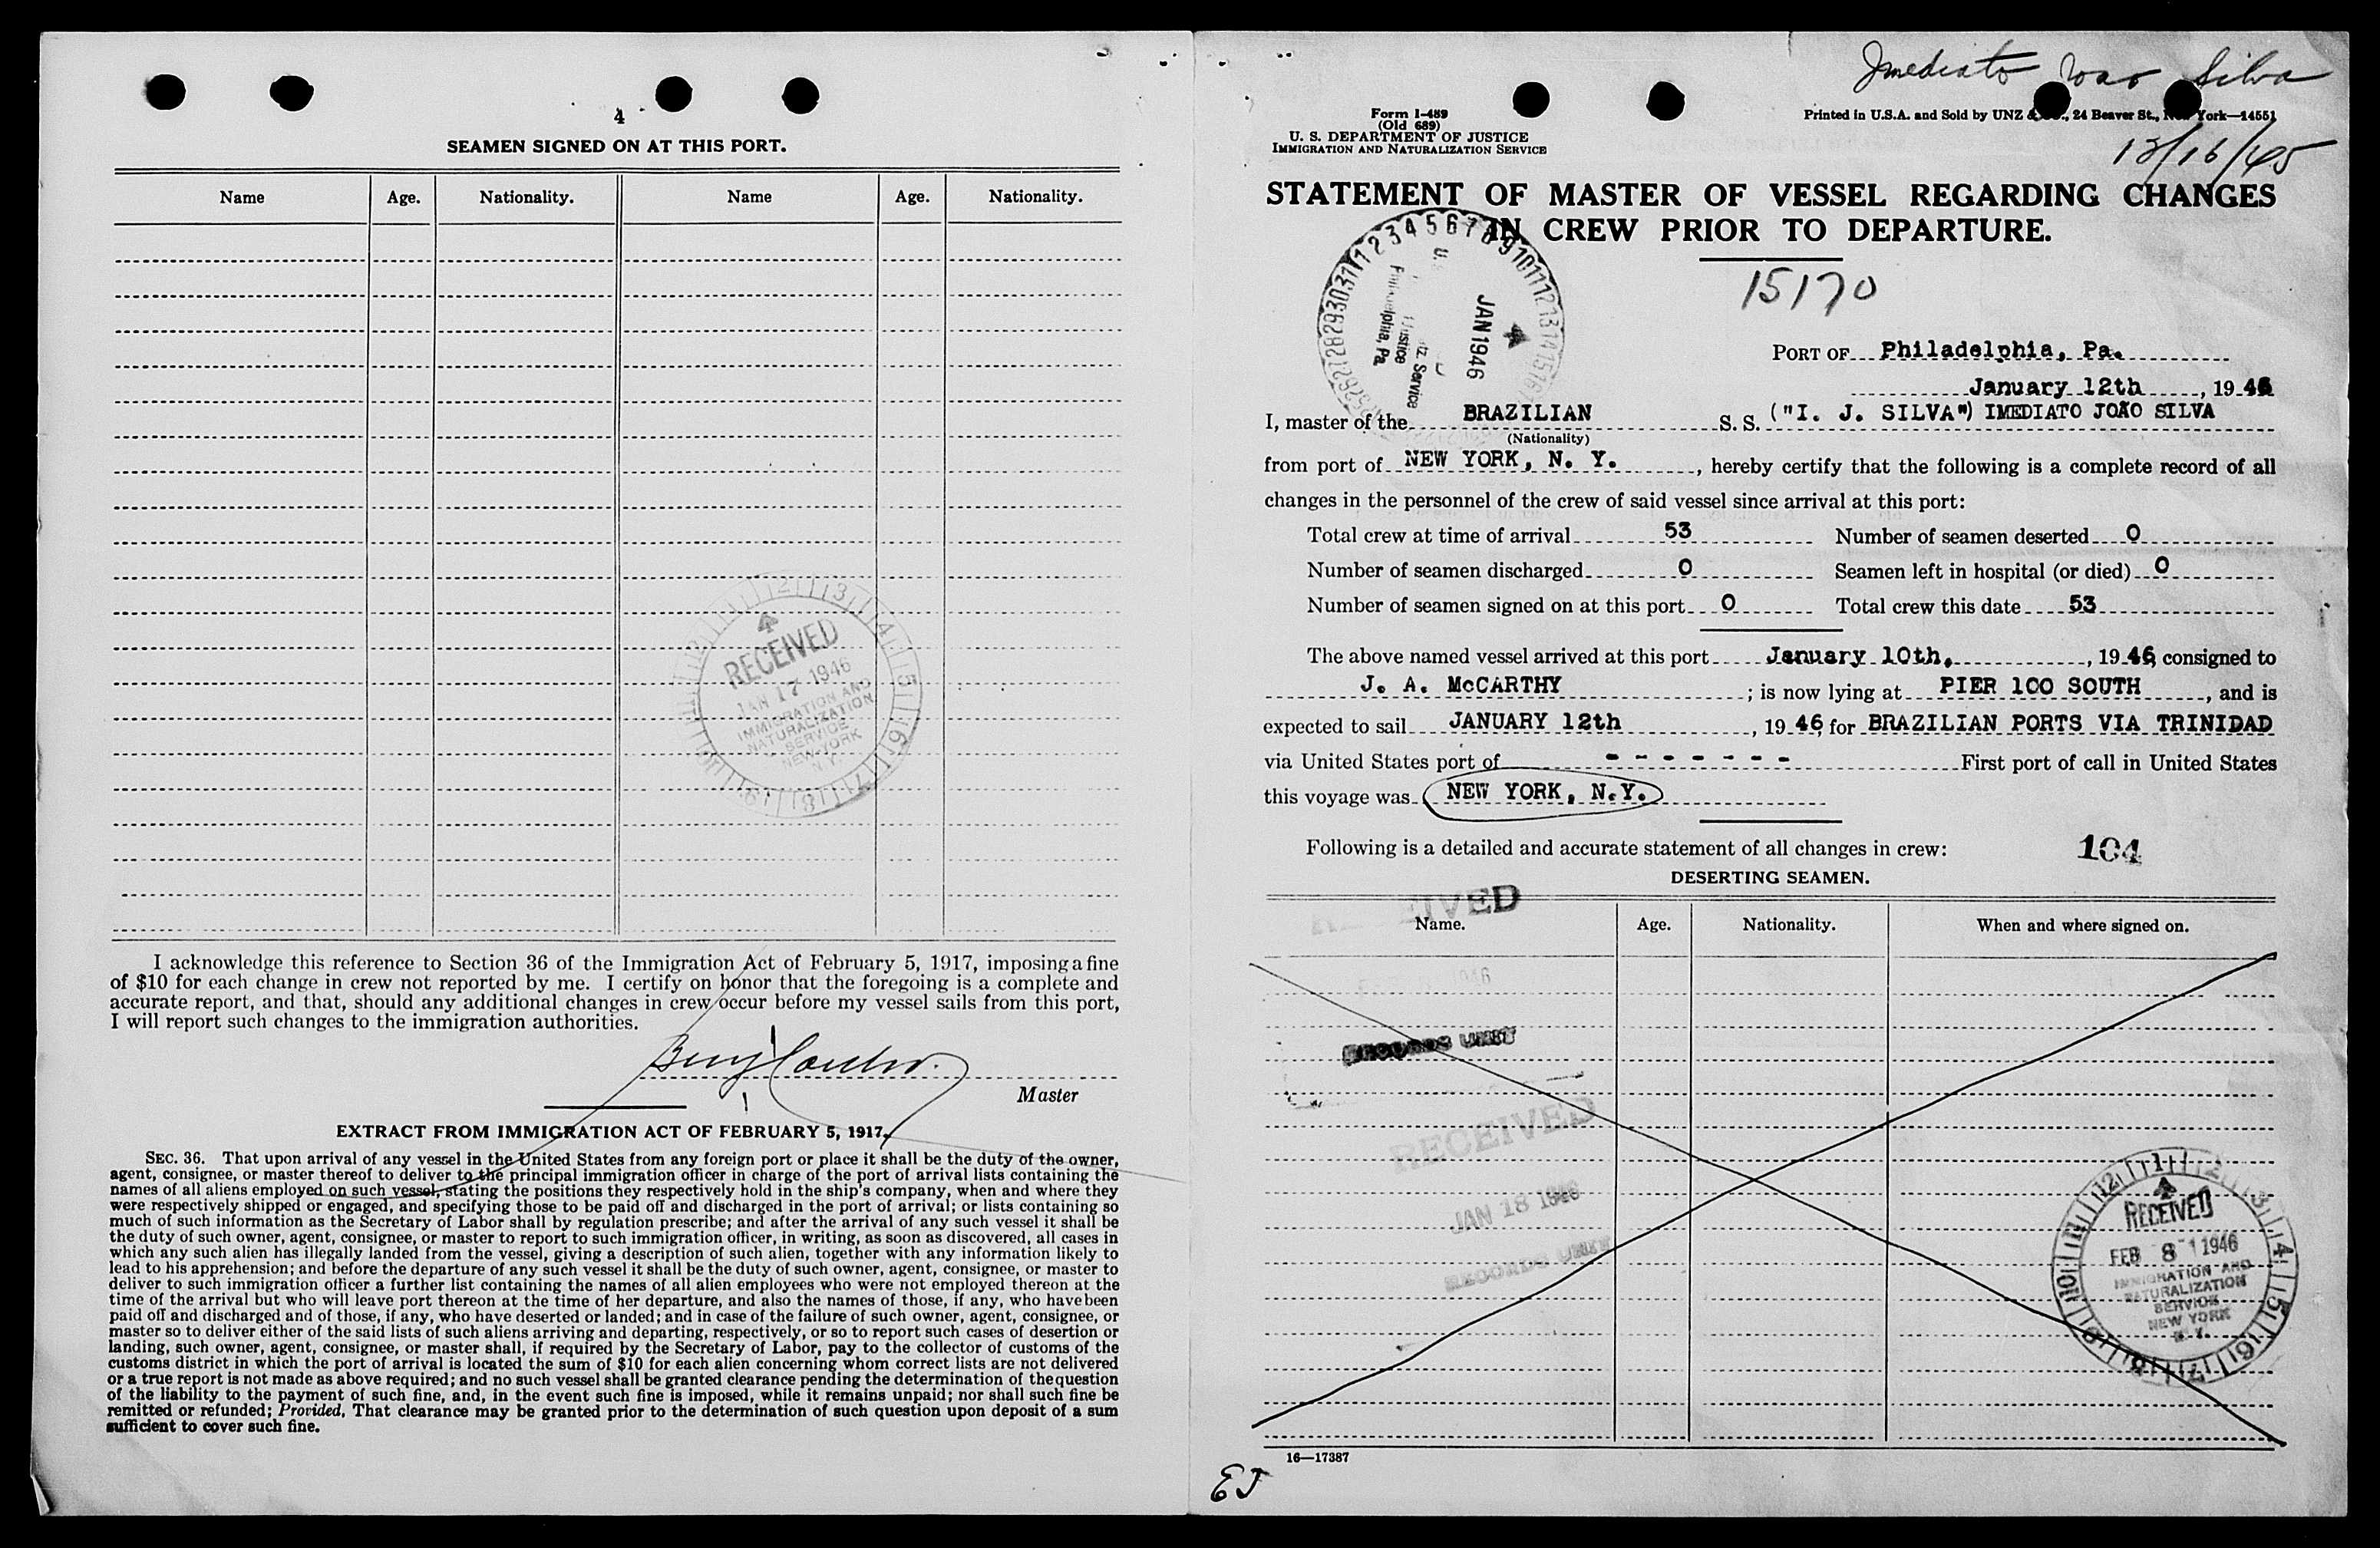 4
SEAMEN SIGNED ON AT THIS PORT.
Name Age. Nationality. Name Age. Nationality.
RECEIVED
JAN 17 1946
IMMIGRATION AND
NATURALIZATION
SERVICE
NEW YORK
N.Y.
I acknowledge this reference to Section 36 of the Immigration Act of February 5, 1917, imposing a fine
of $10 for each change in crew not reported by me. I certify on honor that the foregoing is a complete and
accurate report, and that, should any additional changes in crew occur before my vessel sails from this port,
I will report such changes to the immigration authorities.
Master
EXTRACT FROM IMMIGRATION ACT OF FEBRUARY 5, 1917.
SEC. 36. That upon arrival of any vessel in the United States from any foreign port or place it shall be the duty of the owner,
agent, consignee, or master thereof to deliver to the principal immigration officer in charge of the port of arrival lists containing the
names of all aliens employed on such vessel, stating the positions they respectively hold in the ship's company, when and where they
were respectively shipped or engaged, and specifying those to be paid off and discharged in the port of arrival; or lists containing so
much of such information as the Secretary of Labor shall by regulation prescribe; and after the arrival of any such vessel it shall be
the duty of such owner, agent, consignee, or master to report to such immigration officer, in writing, as soon as discovered, all cases in
which any such alien has illegally landed from the vessel, giving a description of such alien, together with any information likely to
lead to his apprehension; and before the departure of any such vessel it shall be the duty of such owner, agent, consignee, or master to
deliver to such immigration officer a further list containing the names of all alien employees who were not employed thereon at the
time of the arrival but who will leave port thereon at the time of her departure, and also the names of those, if any, who have been
paid off and discharged and of those, if any, who have deserted or landed; and in case of the failure of such owner, agent, consignee, or
master so to deliver either of the said lists of such aliens arriving and departing, respectively, or so to report such cases of desertion or
landing, such owner, agent, consignee, or master shall, if required by the Secretary of Labor, pay to the collector of customs of the
customs district in which the port of arrival is located the sum of $10 for each alien concerning whom correct lists are not delivered
or a true report is not made as above required; and no such vessel shall be granted clearance pending the determination of the question
of the liability to the payment of such fine, and, in the event such fine is imposed, while it remains unpaid; nor shall such fine be
remitted or refunded; Provided, That clearance may be granted prior to the determination of such question upon deposit of a sum
sufficient to cover such fine.
Imediato Joao Silva
Form I-489
(Old 689)
U. S. DEPARTMENT OF JUSTICE
IMMIGRATION AND NATURALIZATION SERVICE
Printed in U.S.A. and Sold by UNZ & Co., 24 Beaver St., New York—14551
12/16/45
STATEMENT OF MASTER OF VESSEL REGARDING CHANGES
IN CREW PRIOR TO DEPARTURE.
15170
JAN 1946
Philadelphia, Pa.
PORT OF Philadelphia, Pa.
January 12th, 1946
I, master of the BRAZILIAN S. S. ("I. J. SILVA") IMEDIATO JOÃO SILVA
(Nationality)
from port of NEW YORK, N. Y., hereby certify that the following is a complete record of all
changes in the personnel of the crew of said vessel since arrival at this port:
Total crew at time of arrival 53 Number of seamen deserted 0
Number of seamen discharged 0 Seamen left in hospital (or died) 0
Number of seamen signed on at this port 0 Total crew this date 53
The above named vessel arrived at this port January 10th, , 1946, consigned to
J. A. McCARTHY ; is now lying at PIER 100 SOUTH, and is
expected to sail JANUARY 12th, 1946, for BRAZILIAN PORTS VIA TRINIDAD
via United States port of - - - - - - - First port of call in United States
this voyage was NEW YORK, N.Y.
Following is a detailed and accurate statement of all changes in crew: 104
DESERTING SEAMEN.
Name. Age. Nationality. When and where signed on.
RECEIVED
1946
RECORDS UNIT
RECEIVED
JAN 18 1946
RECORDS UNIT
RECEIVED
FEB 8 1946
IMMIGRATION AND
NATURALIZATION
SERVICE
NEW YORK
N.Y.
16—17387
EJ